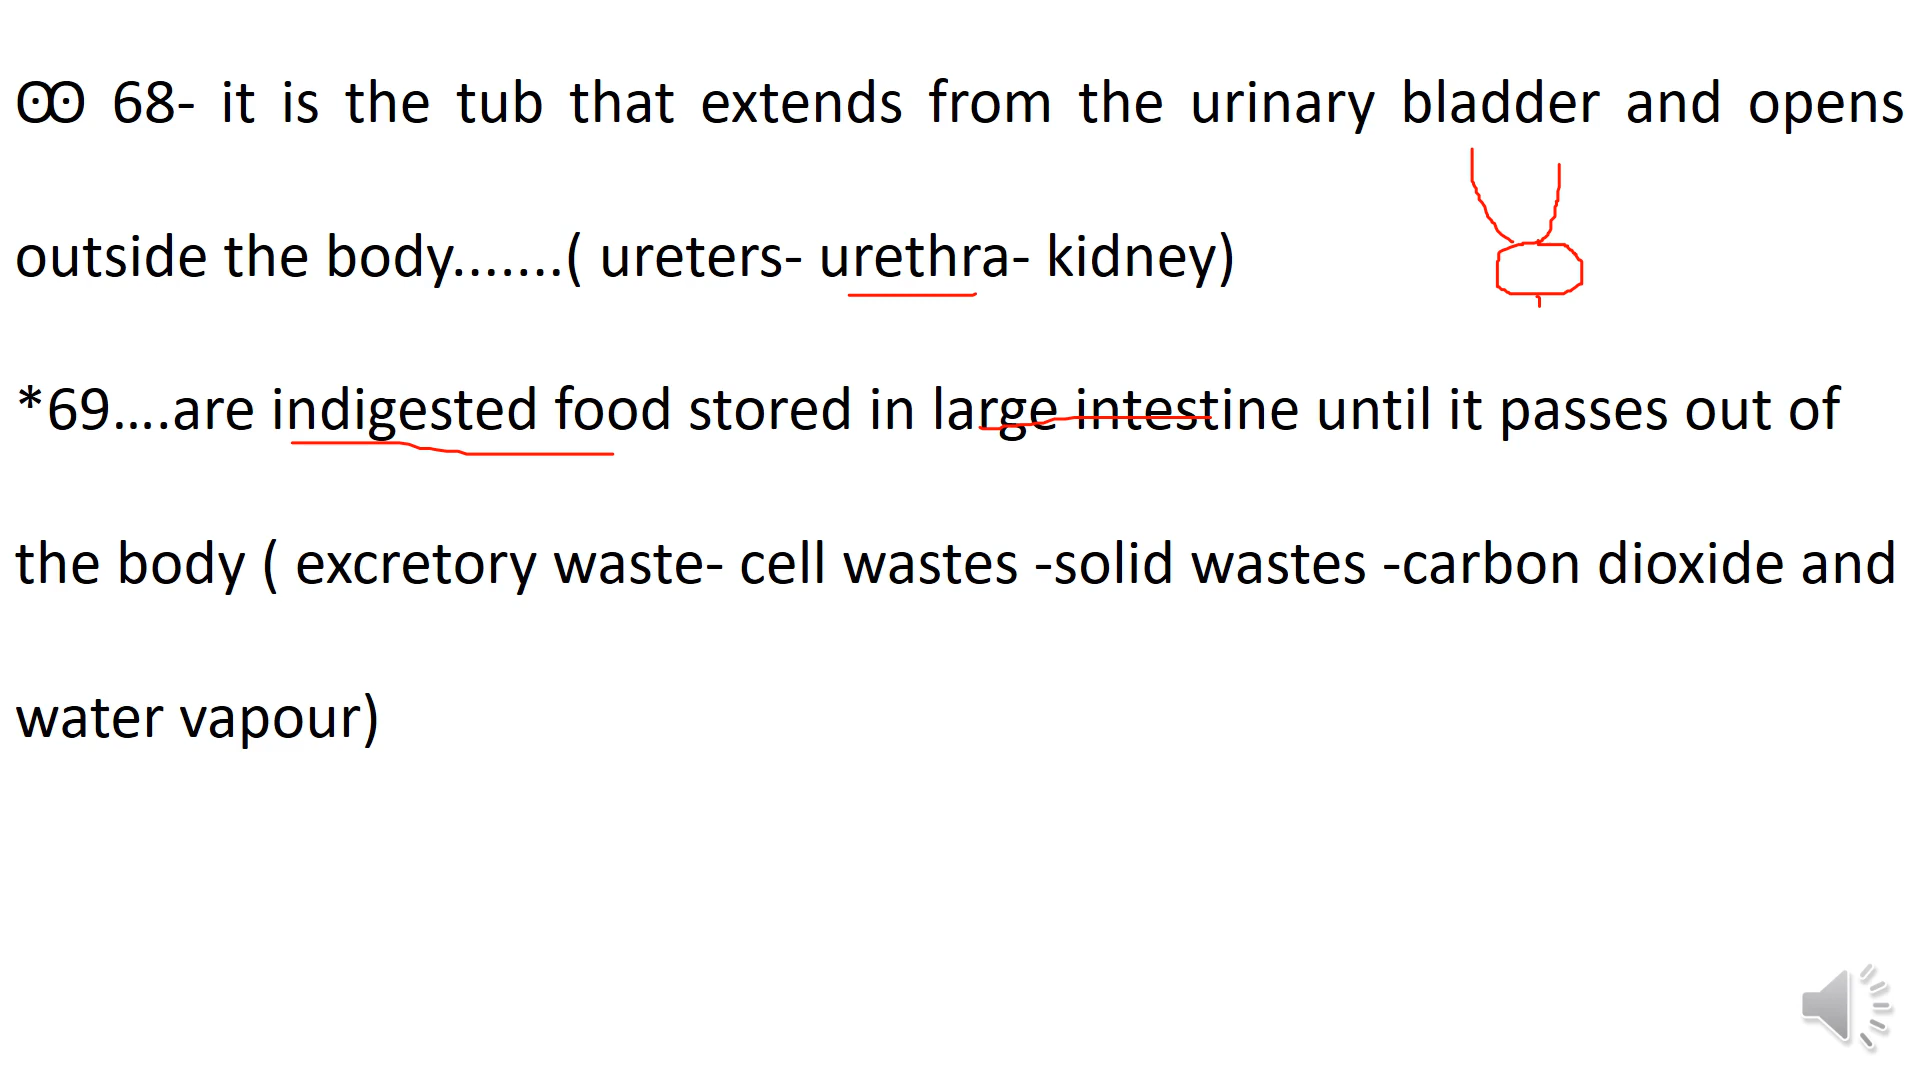 ꙭ 68- it is the tub that extends from the urinary bladder and opens
outside the body.......( ureters- urethra- kidney)
*69....are indigested food stored in large intestine until it passes out of
the body ( excretory waste- cell wastes -solid wastes -carbon dioxide and
water vapour)